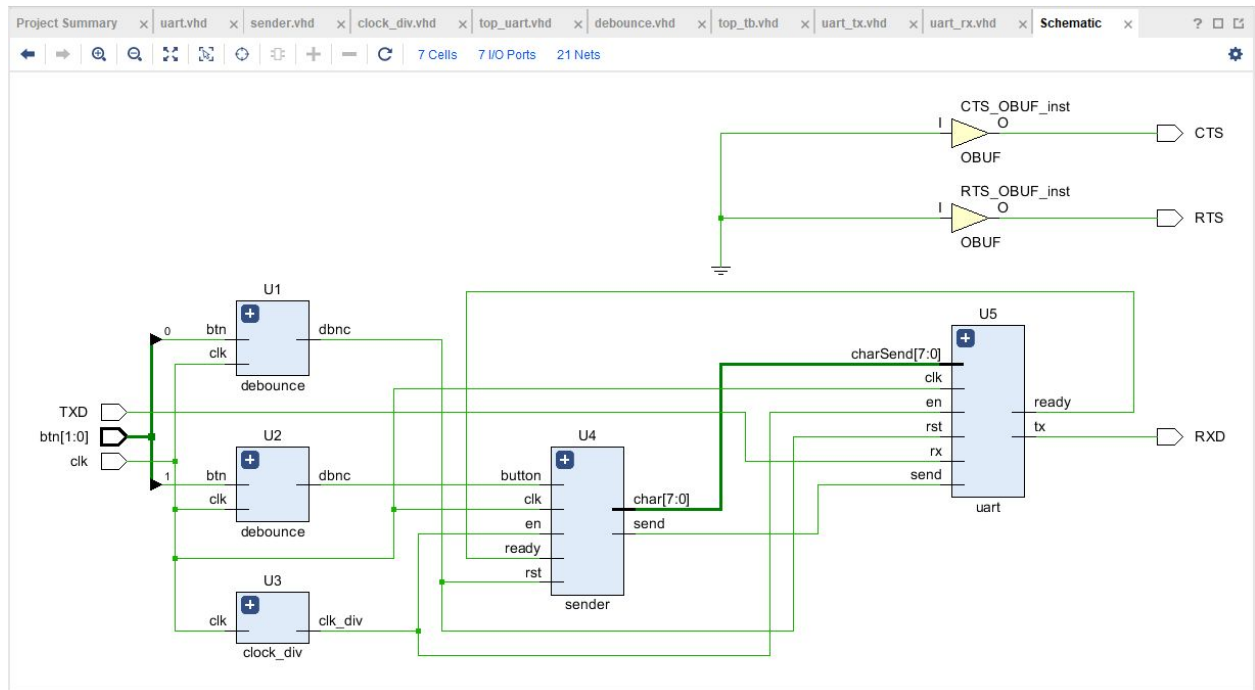 Project Summary × uart.vhd × sender.vhd × clock_div.vhd × top_uart.vhd × debounce.vhd × top_tb.vhd × uart_tx.vhd × uart_rx.vhd × Schematic × ?
7 Cells 7 I/O Ports 21 Nets
CTS_OBUF_inst
I O
CTS
OBUF
RTS_OBUF_inst
I O
RTS
OBUF
U1
0 btn dbnc
clk
debounce
U5
charSend[7:0]
clk
en ready
rst tx
rx
send
uart
RXD
TXD
btn[1:0]
clk
U2
1 btn dbnc
clk
debounce
U4
button
clk char[7:0]
en send
ready
rst
sender
U3
clk clk_div
clock_div